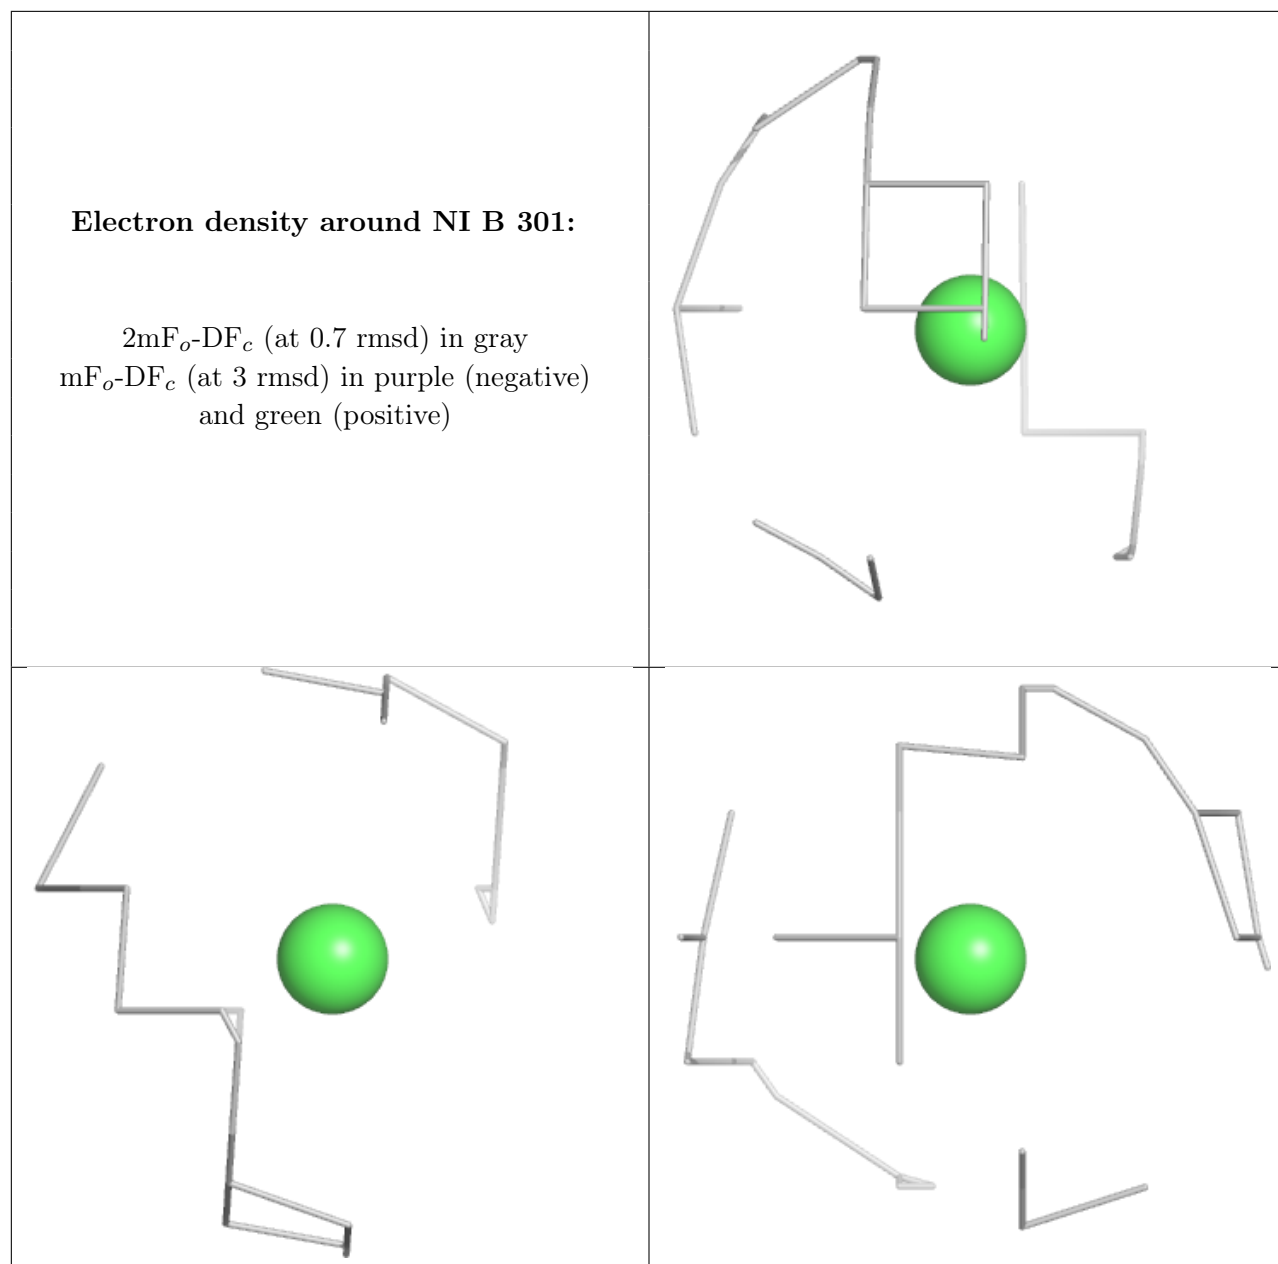 Electron density around NI B 301:
2mFo-DFc (at 0.7 rmsd) in gray
mFo-DFc (at 3 rmsd) in purple (negative)
and green (positive)